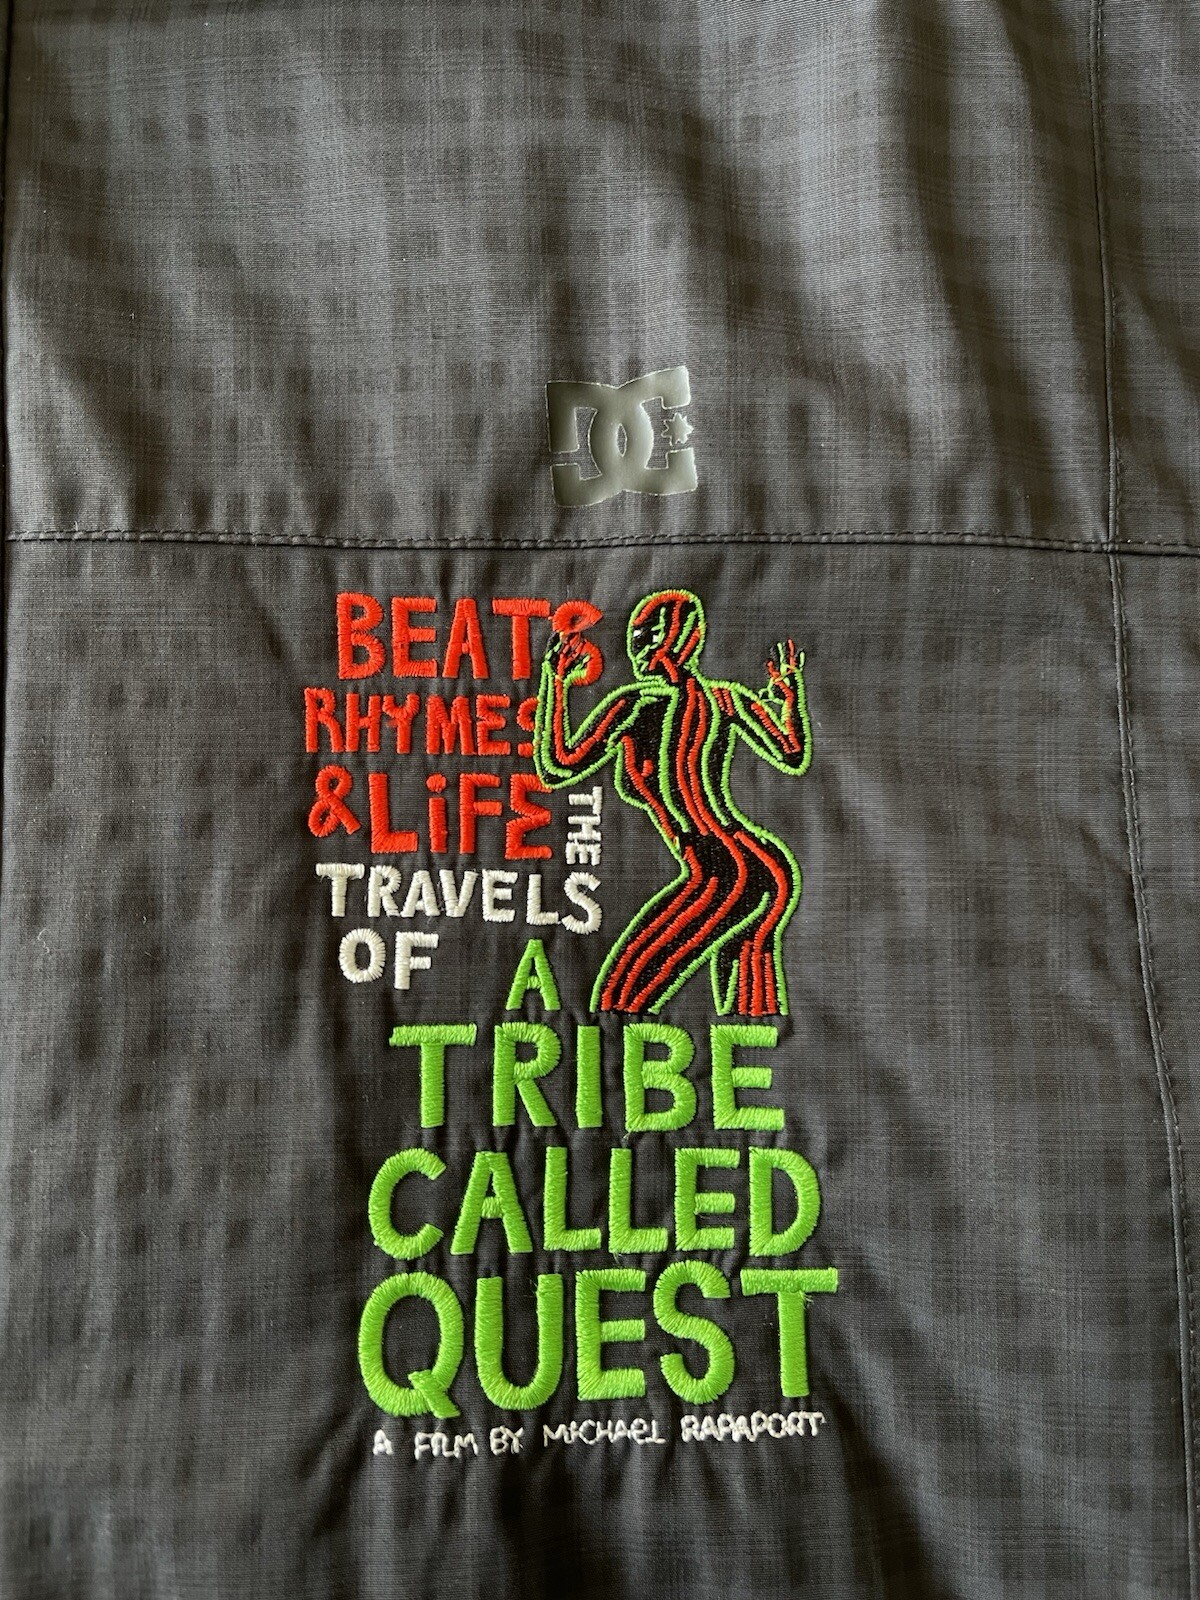 DC
BEATS
RHYMES
& LiFE
THE
TRAVELS
OF
A
TRIBE
CALLED
QUEST
A FILM BY MICHAEL RAPAPORT